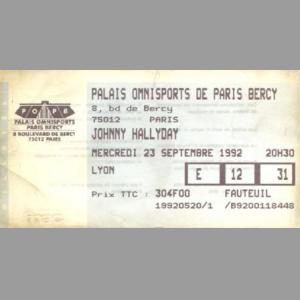 POPB
PALAIS OMNISPORTS
PARIS BERCY
8 BOULEVARD DE BERCY
75012 PARIS
PALAIS OMNISPORTS DE PARIS BERCY
8, bd de Bercy
75012 PARIS
JOHNNY HALLYDAY
MERCREDI 23 SEPTEMBRE 1992 20H30
LYON E 12 31
Prix TTC : 304F00 FAUTEUIL
19920520/1 /B9200118448